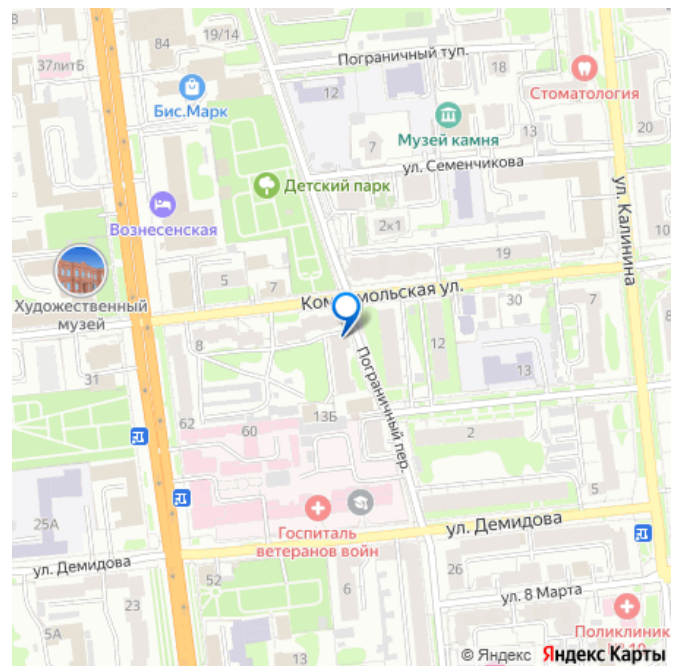 19/14
84
37литБ
Пограничный туп.
18
Стоматология
Бис.Марк
12
7
Музей камня
13
20
ул. Семенчикова
Детский парк
ул. Калинина
Вознесенская
2к1
10
19
5
7
Комсомольская ул.
Художественный
музей
30
7
8
12
31
13
Пограничный пер.
13Б
62
60
2
5
25А
Госпиталь
ветеранов войн
ул. Демидова
ул. Демидова
52
26
6
ул. 8 Марта
23
5А
13
Поликлиник
© Яндекс Яндекс Карты